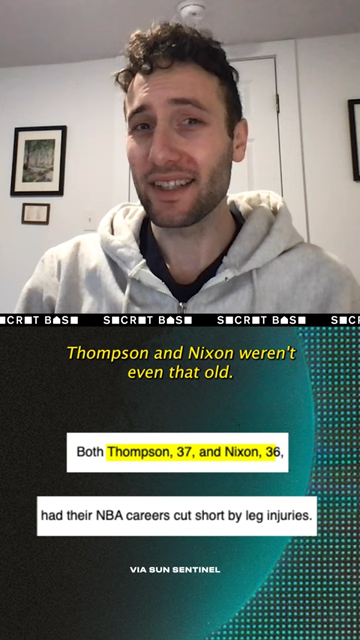 S■CR■T B⌂S■ S■CR■T B⌂S■ S■CR■T B⌂S■ S■CR
Thompson and Nixon weren't
even that old.
Both Thompson, 37, and Nixon, 36,
had their NBA careers cut short by leg injuries.
VIA SUN SENTINEL